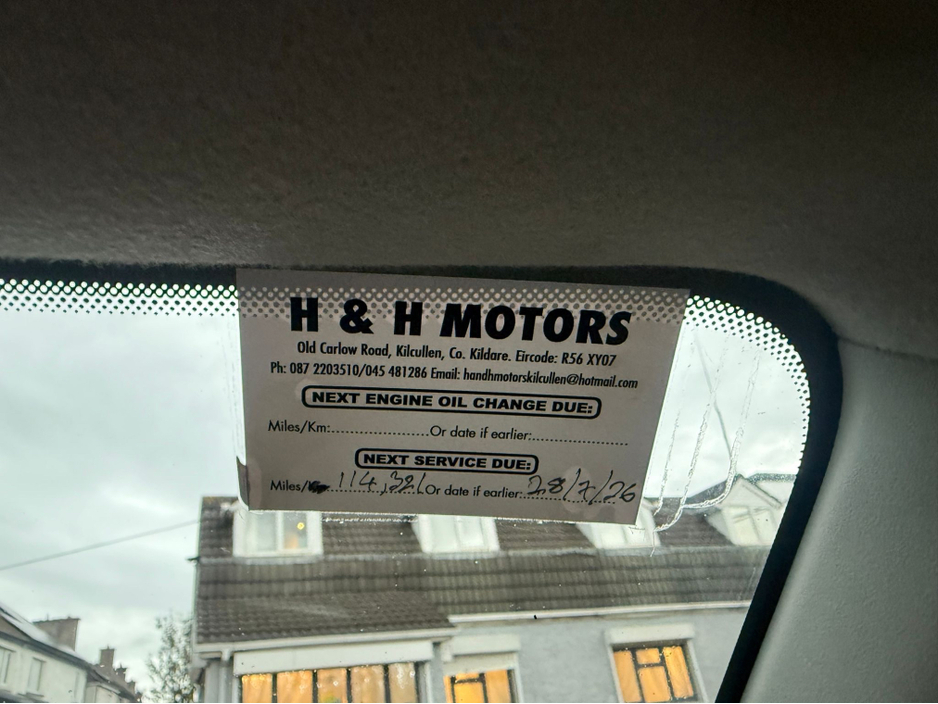 H & H MOTORS
Old Carlow Road, Kilcullen, Co. Kildare. Eircode: R56 XY07
Ph: 087 2203510/045 481286 Email: handhmotorskilcullen@hotmail.com
NEXT ENGINE OIL CHANGE DUE:
Miles/Km:....................Or date if earlier:....................
NEXT SERVICE DUE:
Miles/Km 114,321 Or date if earlier: 28/7/26